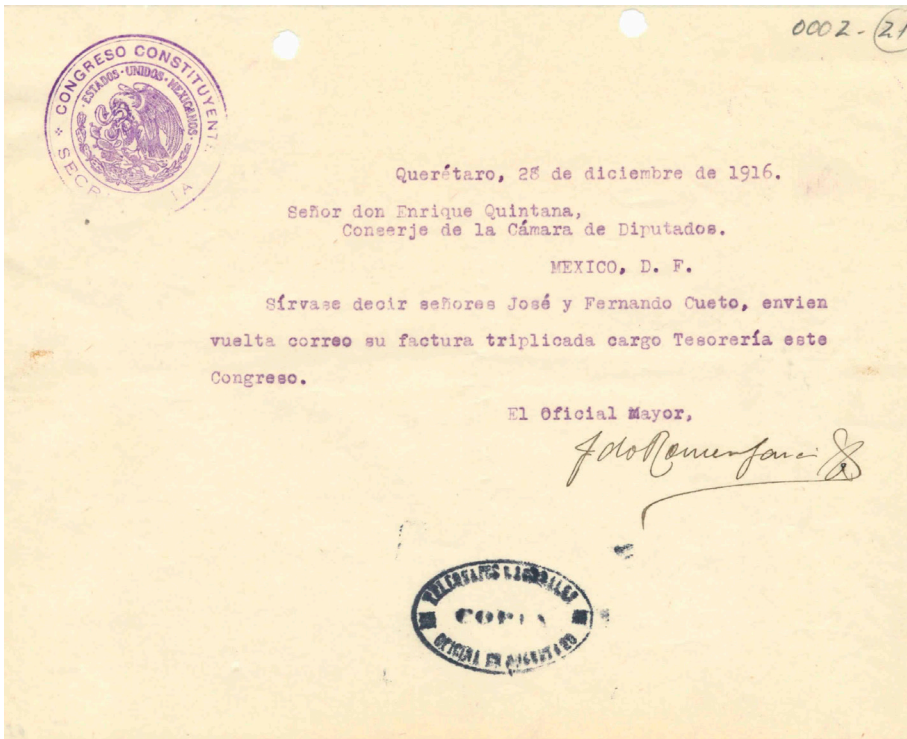 0002 - 21
CONGRESO CONSTITUYENT
ESTADOS · UNIDOS · MEXICANOS
Querétaro, 28 de diciembre de 1916.
Señor don Enrique Quintana,
Conserje de la Cámara de Diputados.
MEXICO, D. F.
Sírvase decir señores José y Fernando Cueto, envien
vuelta correo su factura triplicada cargo Tesorería este
Congreso.
El Oficial Mayor,
COPIA